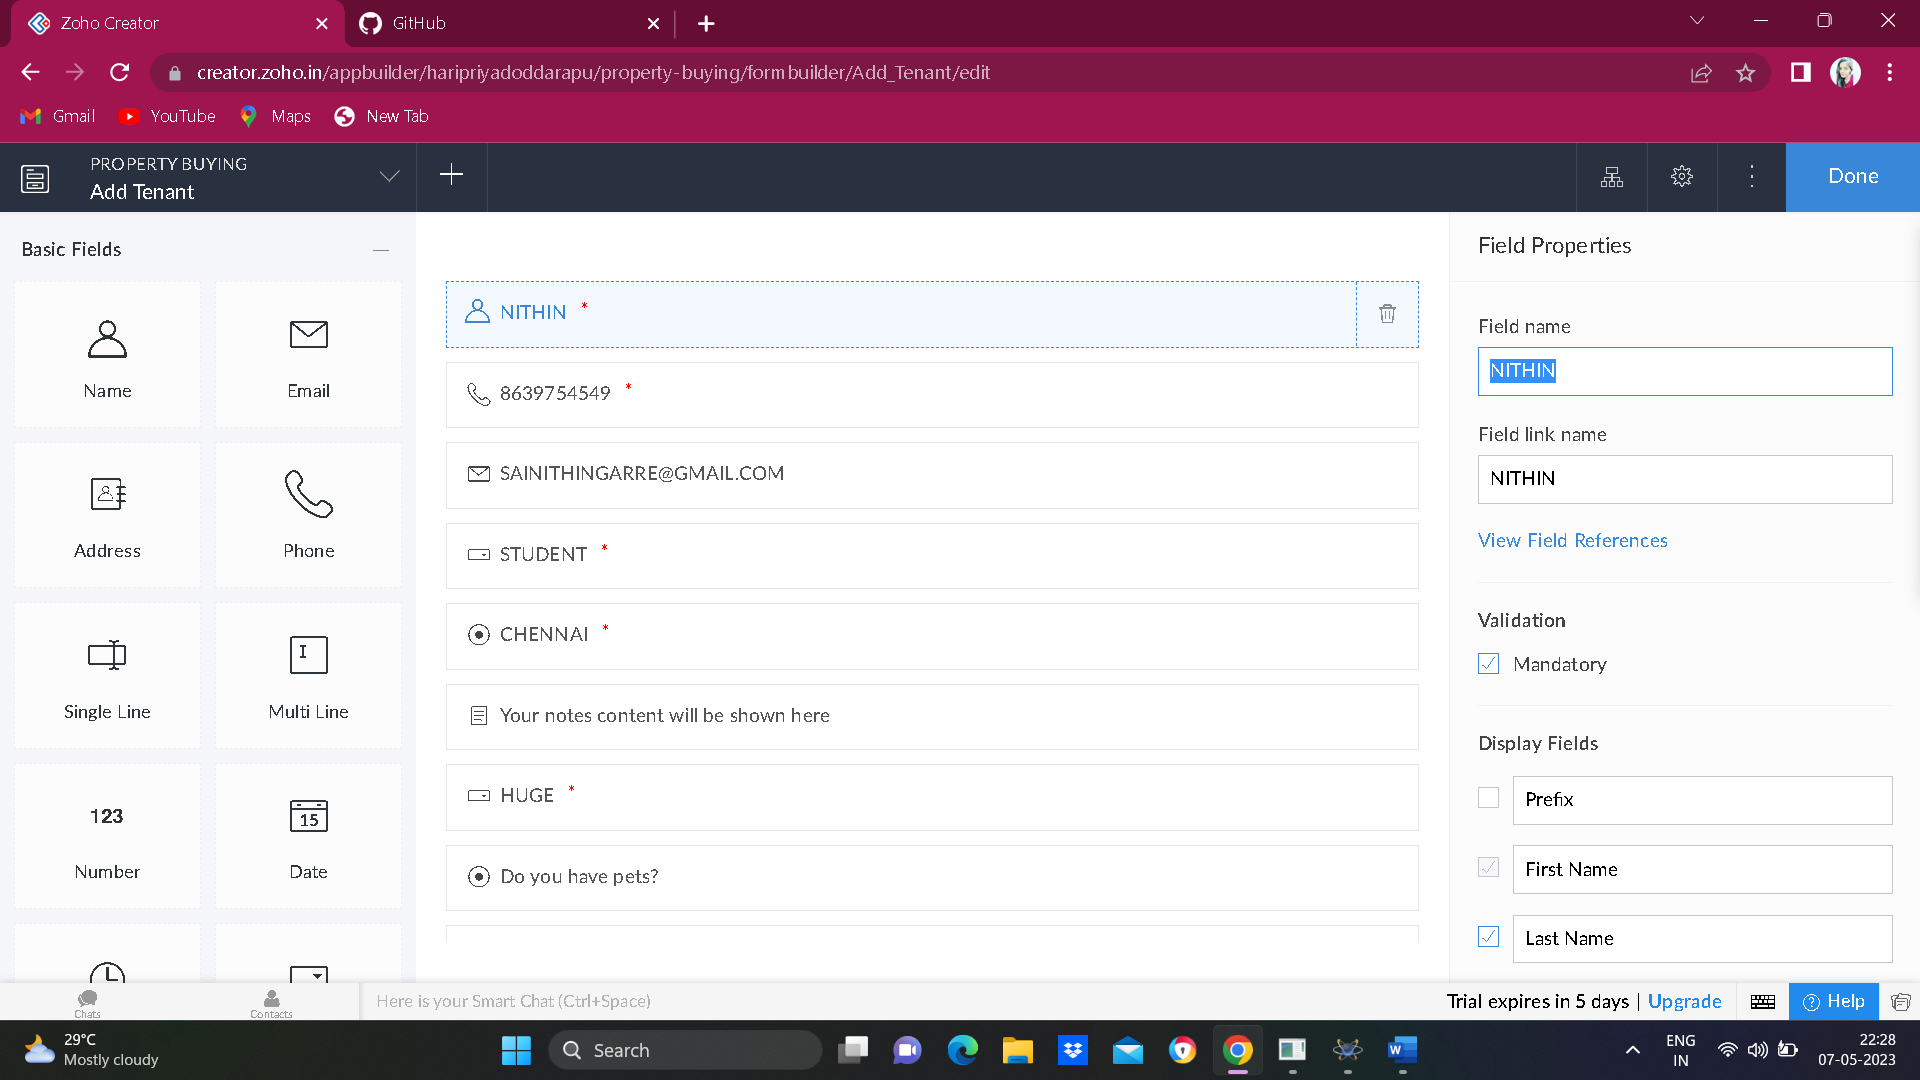 Zoho Creator
GitHub
creator.zoho.in/appbuilder/haripriyadoddarapu/property-buying/formbuilder/Add_Tenant/edit
Gmail
YouTube
Maps
New Tab
PROPERTY BUYING
Add Tenant
Done
Basic Fields
Name
Email
Address
Phone
Single Line
Multi Line
123
Number
15
Date
NITHIN *
8639754549 *
SAINITHINGARRE@GMAIL.COM
STUDENT *
CHENNAI *
Your notes content will be shown here
HUGE *
Do you have pets?
Field Properties
Field name
NITHIN
Field link name
NITHIN
View Field References
Validation
Mandatory
Display Fields
Prefix
First Name
Last Name
Chats
Contacts
Here is your Smart Chat (Ctrl+Space)
Trial expires in 5 days | Upgrade
Help
29°C
Mostly cloudy
Search
ENG
IN
22:28
07-05-2023